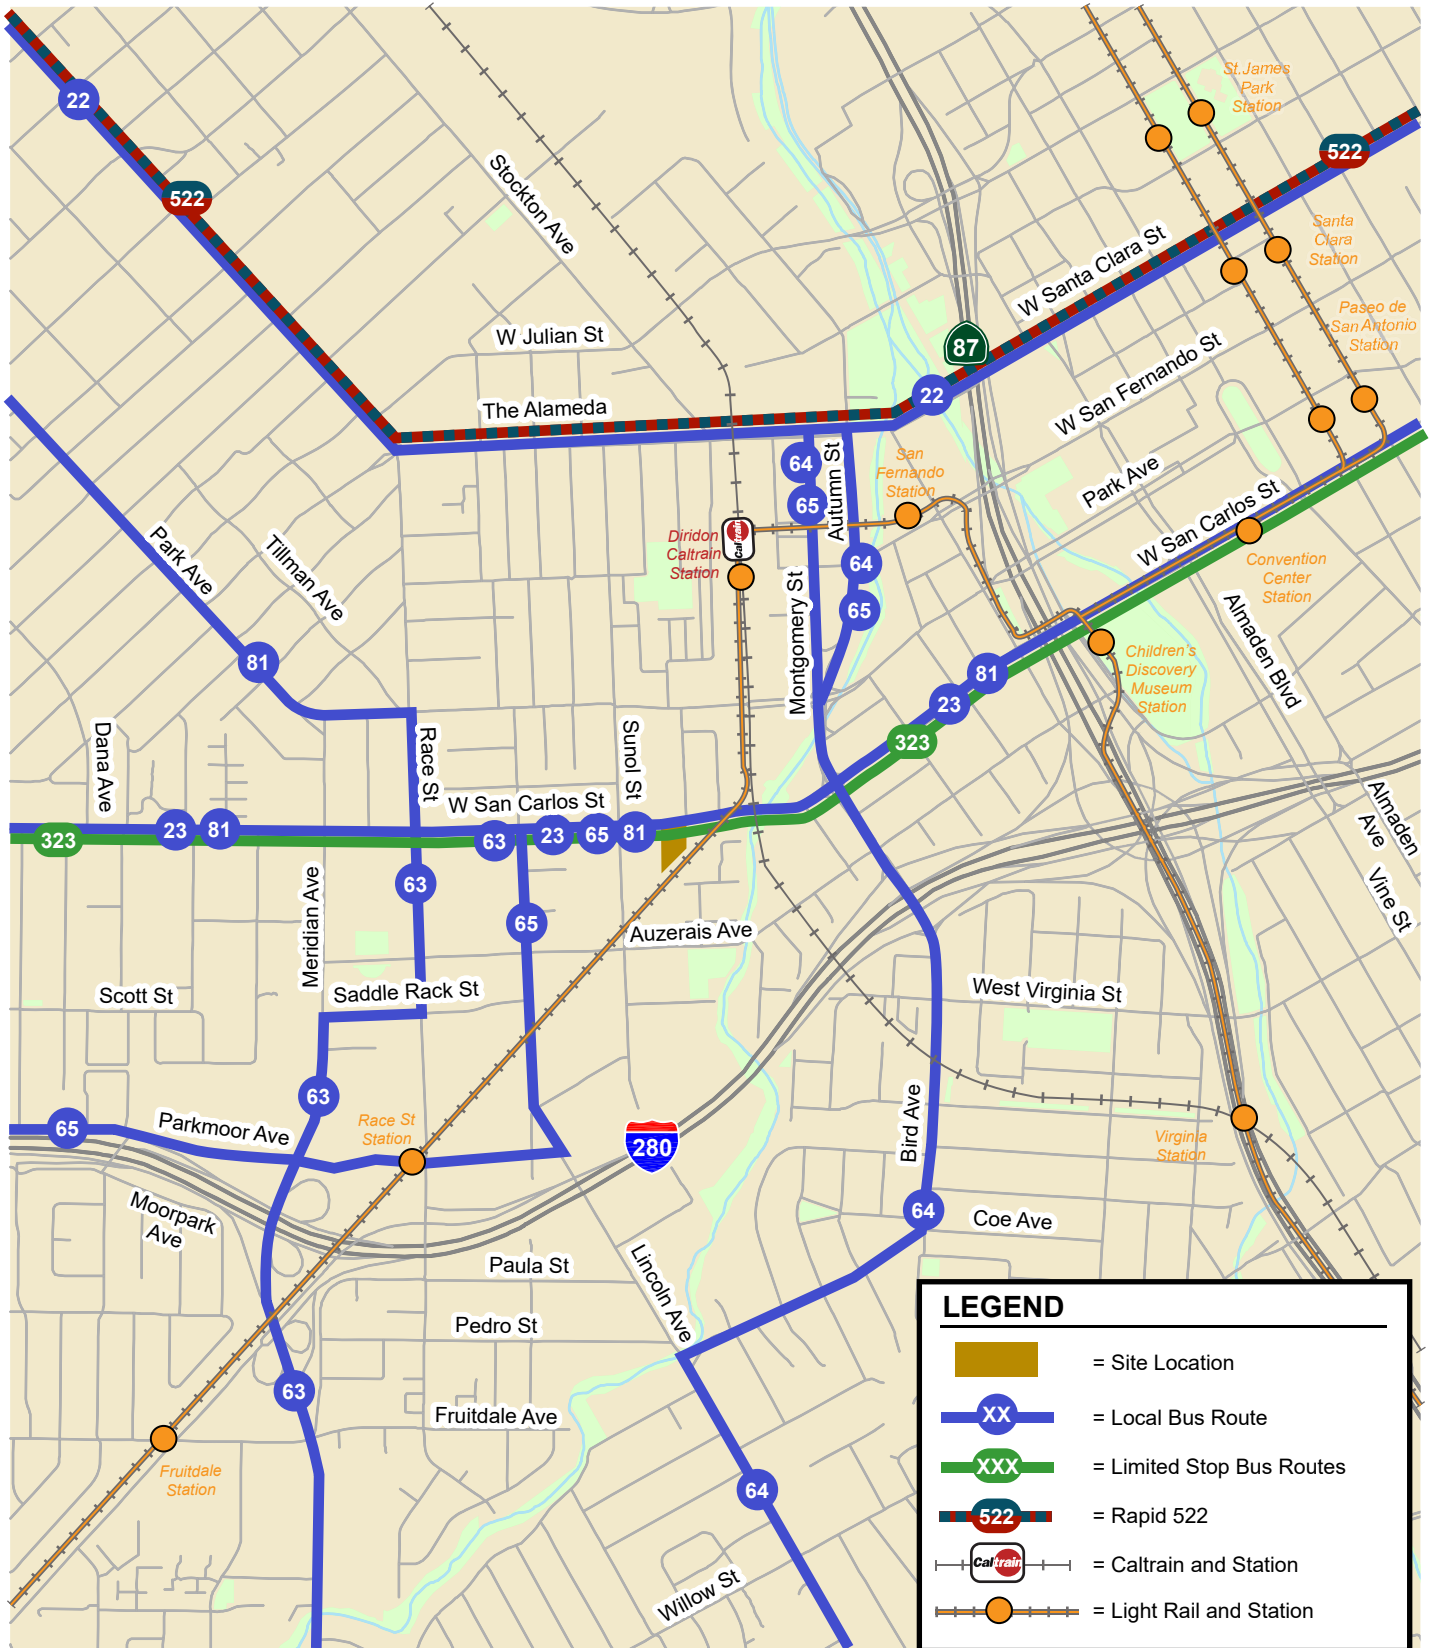 St.James
Park
Station
22
522
522
Stockton Ave
Santa
Clara
Station
W Santa Clara St
Paseo de
San Antonio
Station
W Julian St
87
W San Fernando St
22
The Alameda
64
Autumn St
San
Fernando
Station
Park Ave
65
W San Carlos St
Diridon
Caltrain
Station
Caltrain
Park Ave
Tillman Ave
64
Convention
Center
Station
Montgomery St
65
Almaden Blvd
81
Children's
Discovery
Museum
Station
81
23
Dana Ave
Race St
Sunol St
323
W San Carlos St
Almaden
Ave
323
23
81
63
23
65
81
63
Meridian Ave
65
Auzerais Ave
Vine St
Scott St
Saddle Rack St
West Virginia St
63
Bird Ave
65
Parkmoor Ave
Race St
Station
280
Virginia
Station
Moorpark
Ave
64
Coe Ave
Paula St
Lincoln Ave
Pedro St
63
Fruitdale Ave
Fruitdale
Station
64
Willow St
LEGEND
= Site Location
XX = Local Bus Route
XXX = Limited Stop Bus Routes
522 = Rapid 522
Caltrain = Caltrain and Station
= Light Rail and Station